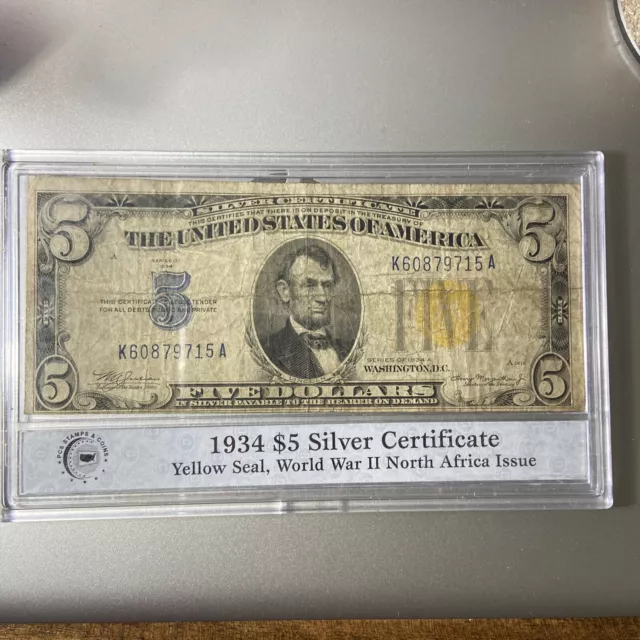 SILVER CERTIFICATE
THIS CERTIFIES THAT THERE IS ON DEPOSIT IN THE TREASURY OF
THE UNITED STATES OF AMERICA
5
5
5
5
K60879715A
5
THIS CERTIFICATE IS LEGAL TENDER
FOR ALL DEBTS PUBLIC AND PRIVATE
FIVE
K60879715A
SERIES OF 1934 A
WASHINGTON, D.C.
FIVE DOLLARS
IN SILVER PAYABLE TO THE BEARER ON DEMAND
PCS STAMPS & COINS
1934 $5 Silver Certificate
Yellow Seal, World War II North Africa Issue